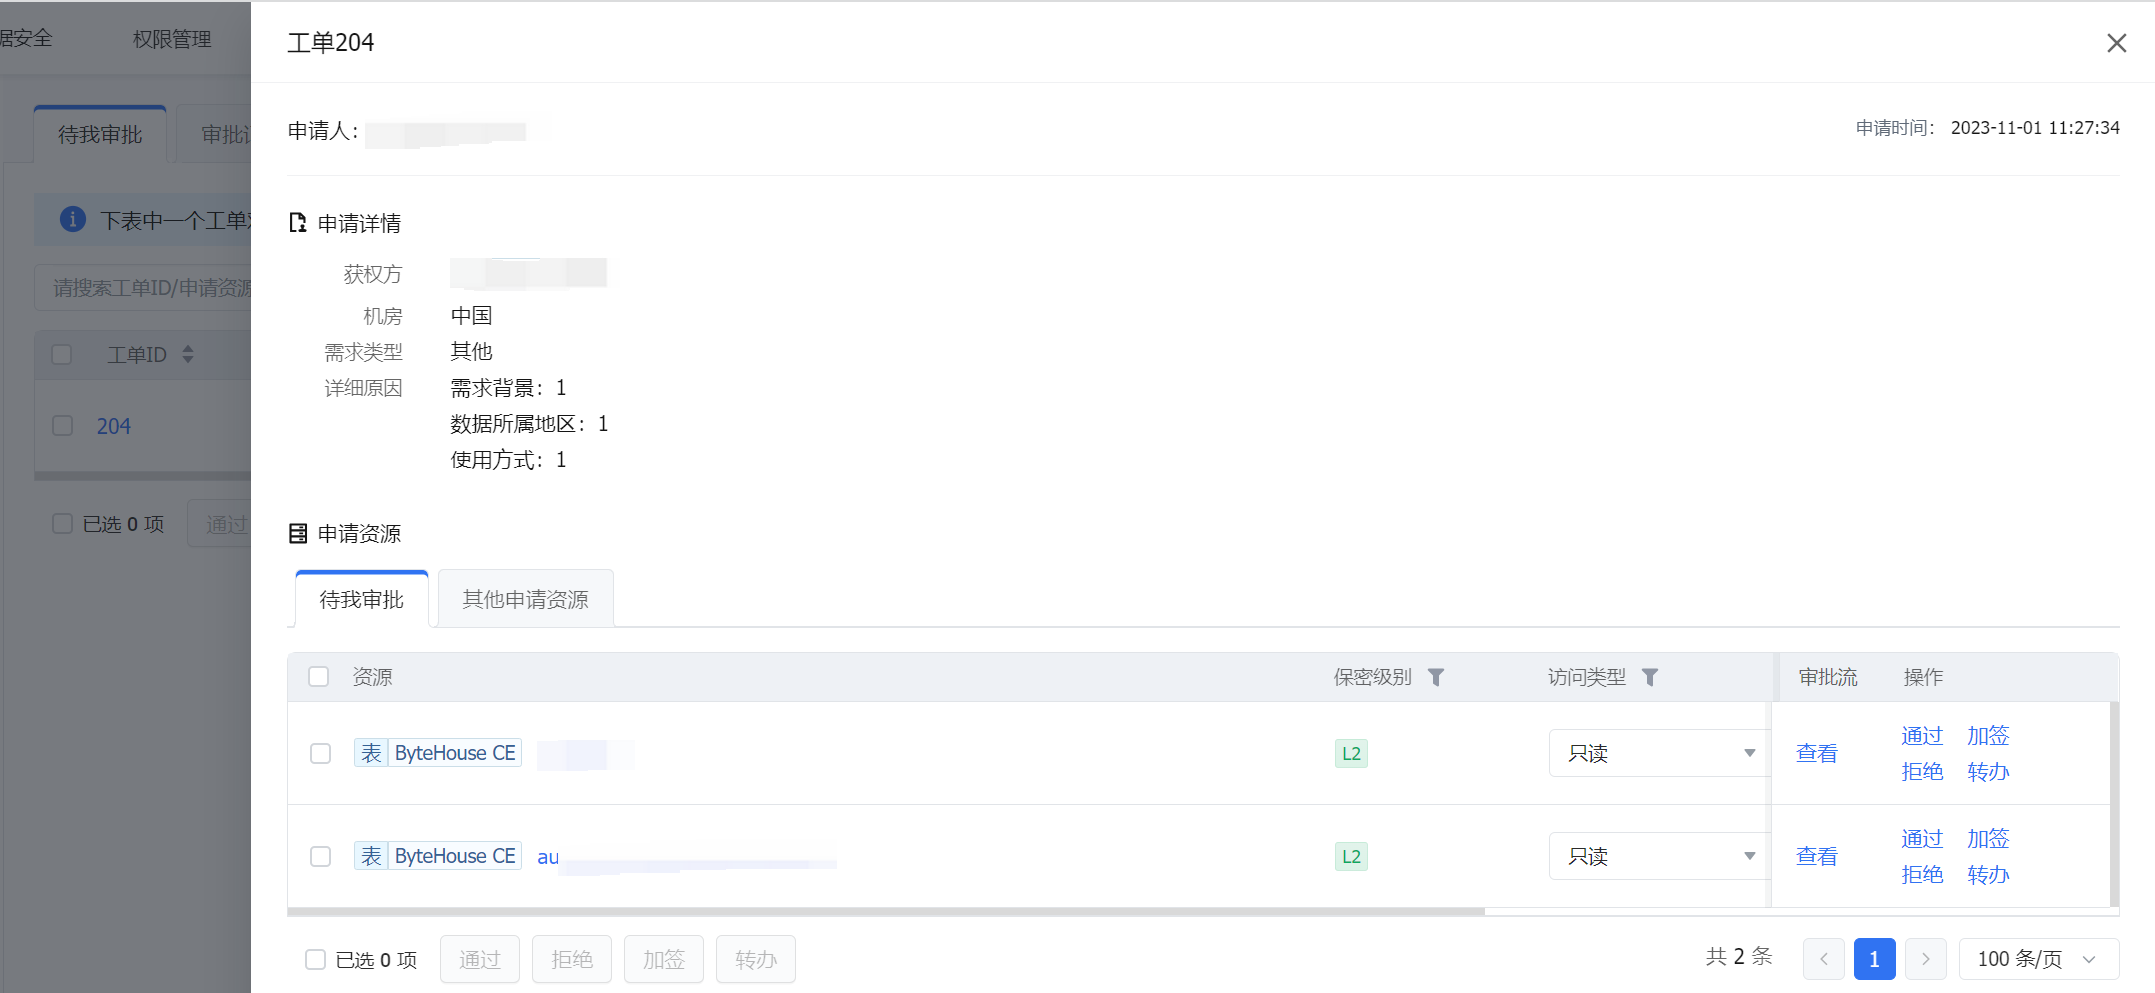 据安全
权限管理
待我审批
审批记
下表中一个工单
请搜索工单ID/申请资源
工单ID
204
已选 0 项
通过
工单204
申请人：
申请时间： 2023-11-01 11:27:34
申请详情
获权方
机房 中国
需求类型 其他
详细原因 需求背景：1
数据所属地区：1
使用方式：1
申请资源
待我审批 其他申请资源
资源 保密级别 访问类型 审批流 操作
表 ByteHouse CE L2 只读 查看 通过 加签
拒绝 转办
表 ByteHouse CE au L2 只读 查看 通过 加签
拒绝 转办
已选 0 项 通过 拒绝 加签 转办 共 2 条 1 100 条/页